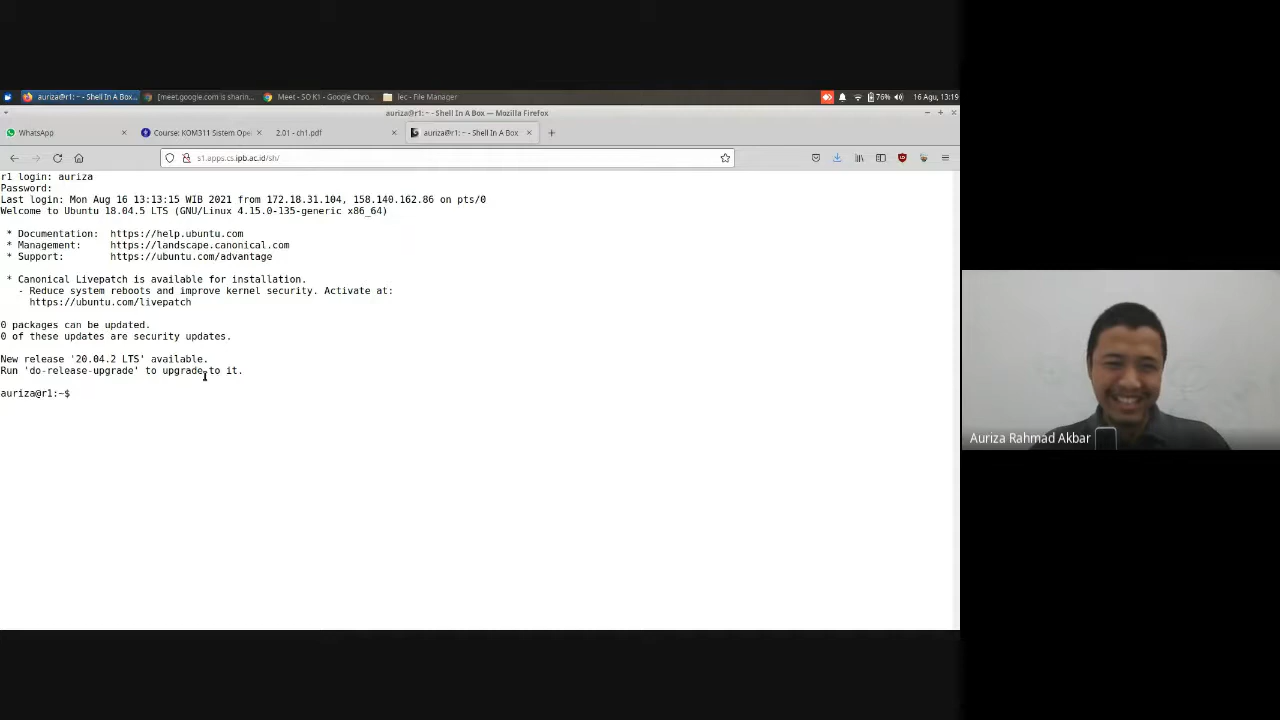 auriza@r1: ~ - Shell In A Box...
[meet.google.com is sharin...
Meet - SO K1 - Google Chro...
lec - File Manager
76%
16 Agu, 13:19
auriza@r1: ~ - Shell In A Box — Mozilla Firefox
WhatsApp
Course: KOM311 Sistem Ope
2.01 - ch1.pdf
auriza@r1: ~ - Shell In A Box
s1.apps.cs.ipb.ac.id/sh/
r1 login: auriza
Password:
Last login: Mon Aug 16 13:13:15 WIB 2021 from 172.18.31.104, 158.140.162.86 on pts/0
Welcome to Ubuntu 18.04.5 LTS (GNU/Linux 4.15.0-135-generic x86_64)
* Documentation:  https://help.ubuntu.com
* Management:     https://landscape.canonical.com
* Support:        https://ubuntu.com/advantage
* Canonical Livepatch is available for installation.
- Reduce system reboots and improve kernel security. Activate at:
https://ubuntu.com/livepatch
0 packages can be updated.
0 of these updates are security updates.
New release '20.04.2 LTS' available.
Run 'do-release-upgrade' to upgrade to it.
auriza@r1:~$
Auriza Rahmad Akbar